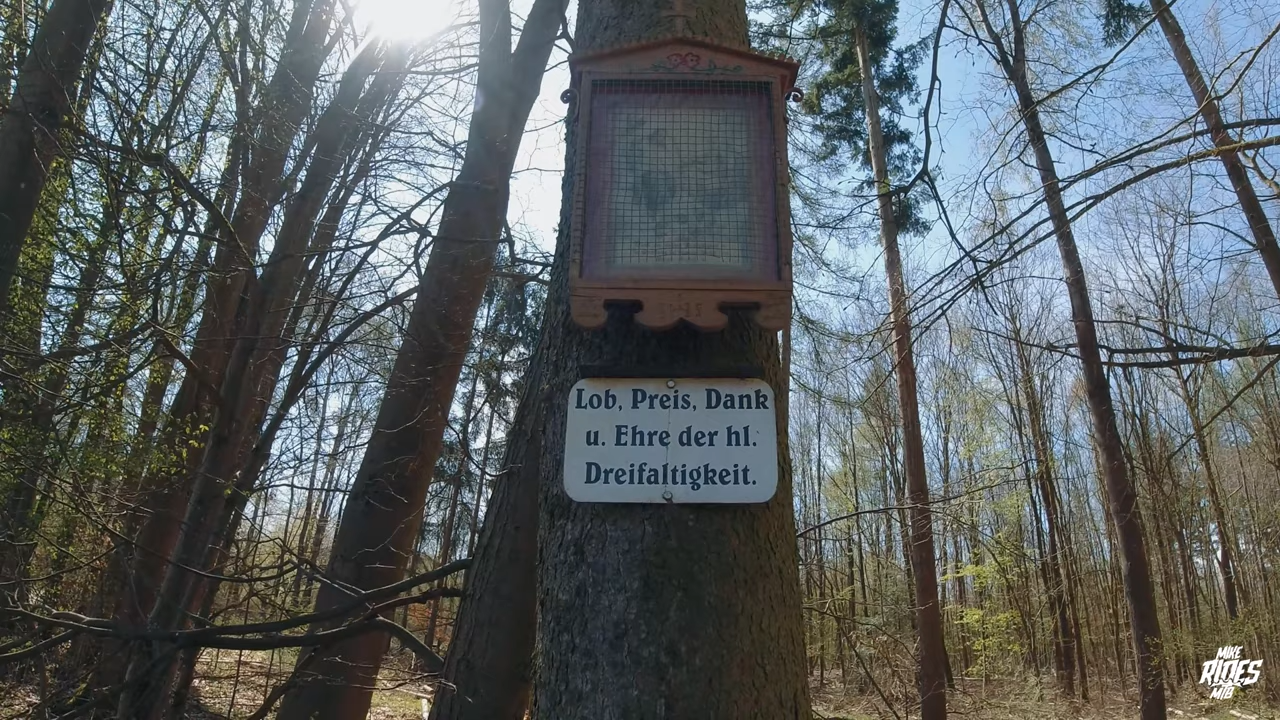 Lob, Preis, Dank
u. Ehre der hl.
Dreifaltigkeit.
MIKE
RIDES
MTB